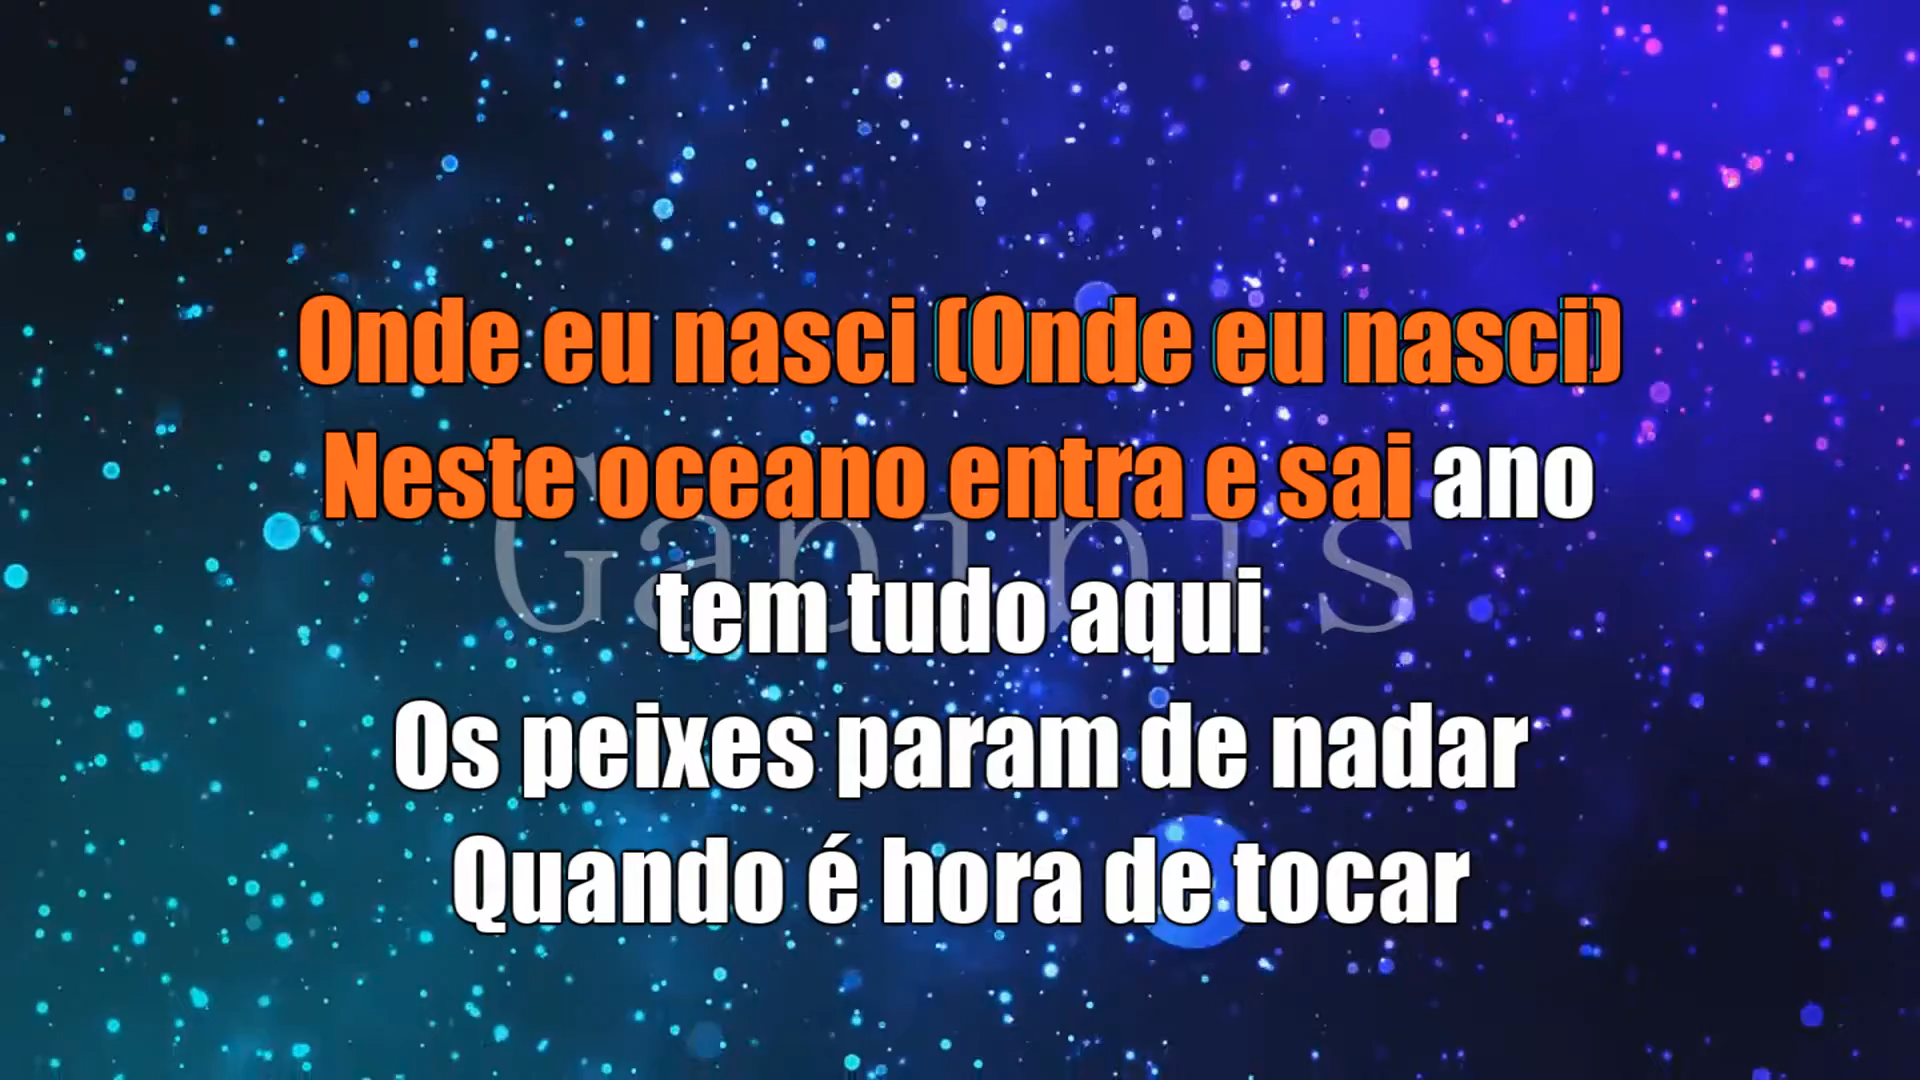 Onde eu nasci (Onde eu nasci)
Neste oceano entra e sai ano
tem tudo aqui
Os peixes param de nadar
Quando é hora de tocar